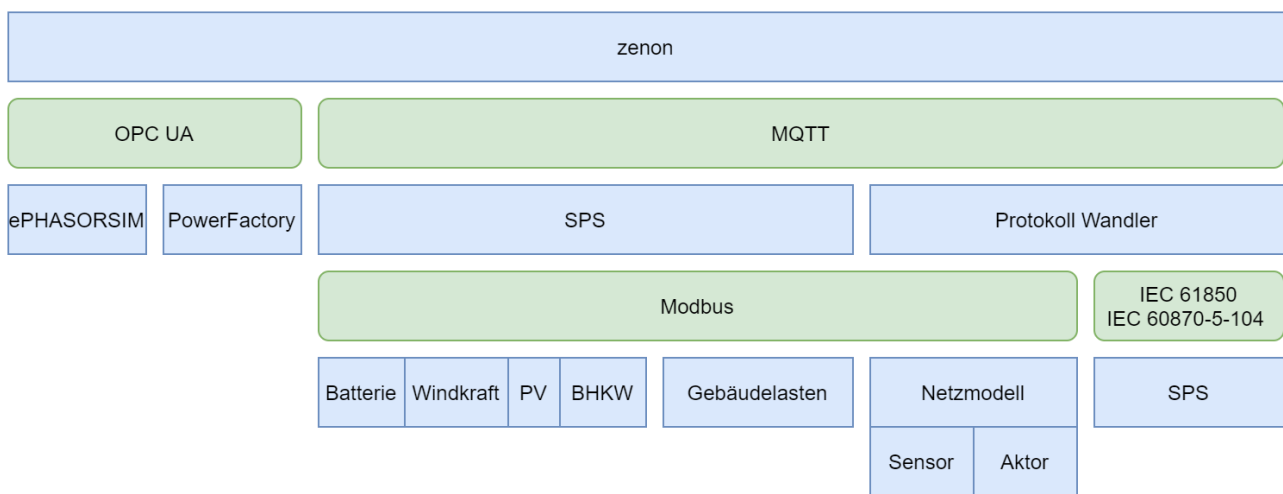 zenon
OPC UA
MQTT
ePHASORSIM
PowerFactory
SPS
Protokoll Wandler
Modbus
IEC 61850
IEC 60870-5-104
Batterie
Windkraft
PV
BHKW
Gebäudelasten
Netzmodell
SPS
Sensor
Aktor